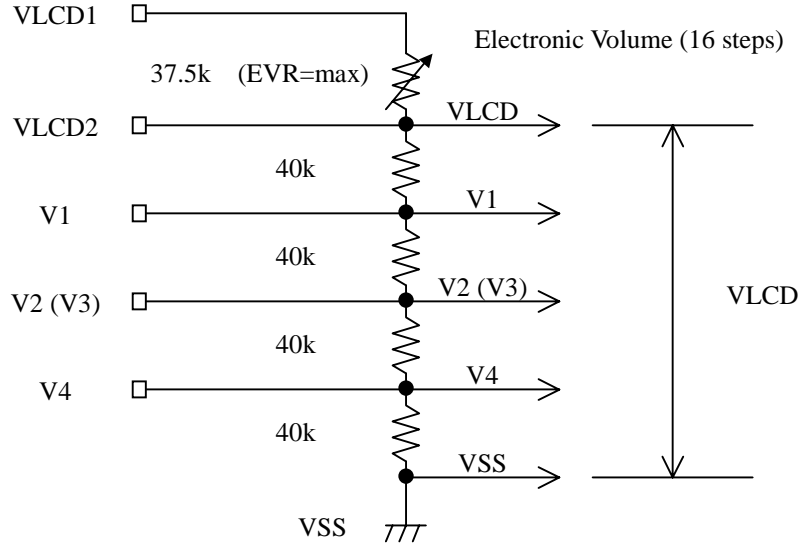 VLCD1
Electronic Volume (16 steps)
37.5k (EVR=max)
VLCD2
VLCD
40k
V1
V1
40k
V2 (V3)
V2 (V3)
VLCD
40k
V4
V4
40k
VSS
VSS